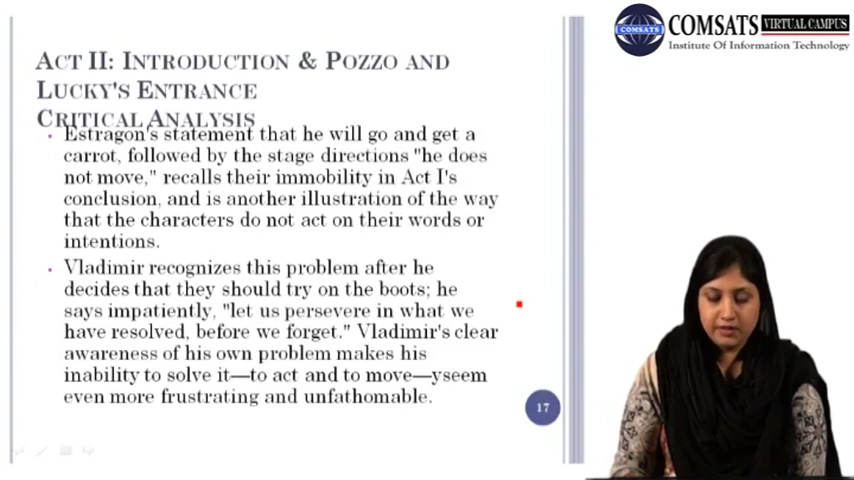 COMSATS VIRTUAL CAMPUS
Institute Of Information Technology
COMSATS
ACT II: INTRODUCTION & POZZO AND
LUCKY'S ENTRANCE
CRITICAL ANALYSIS
• Estragon's statement that he will go and get a
carrot, followed by the stage directions "he does
not move," recalls their immobility in Act I's
conclusion, and is another illustration of the way
that the characters do not act on their words or
intentions.
• Vladimir recognizes this problem after he
decides that they should try on the boots; he
says impatiently, "let us persevere in what we
have resolved, before we forget." Vladimir's clear
awareness of his own problem makes his
inability to solve it—to act and to move—yseem
even more frustrating and unfathomable.
17